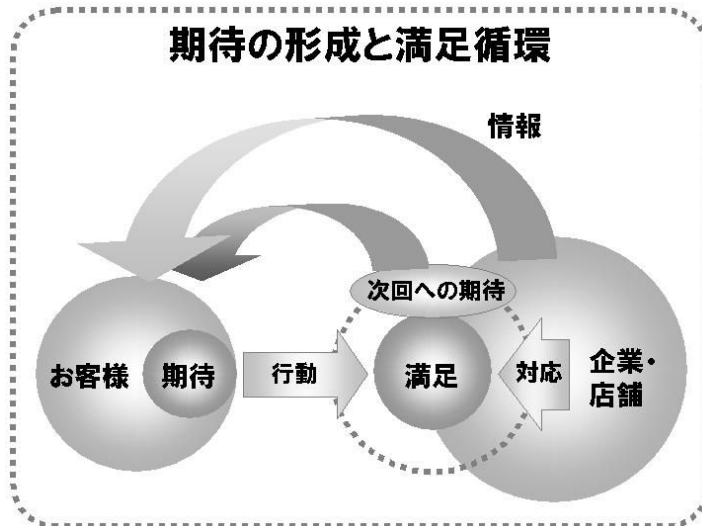 期待の形成と満足循環
情報
次回への期待
お客様
期待
行動
満足
対応
企業・
店舗